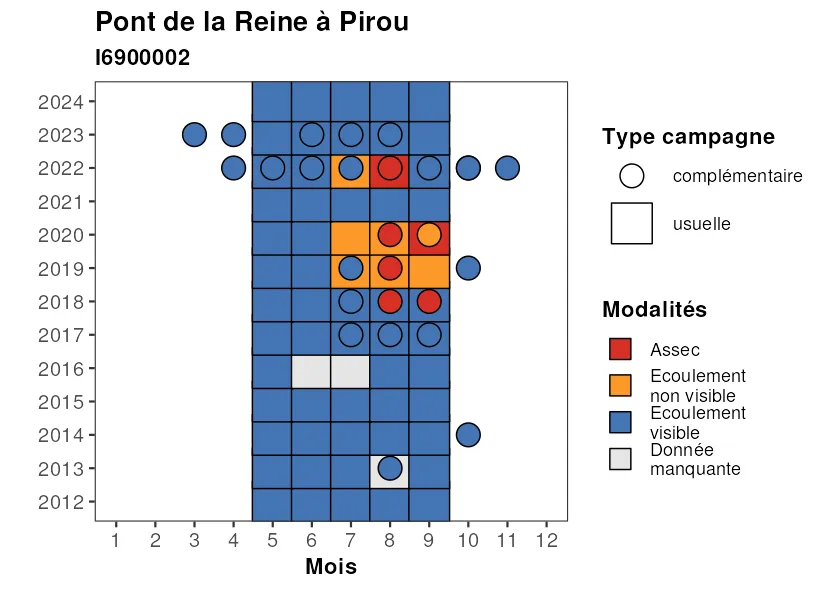 Pont de la Reine à Pirou
I6900002
2024
2023
2022
2021
2020
2019
2018
2017
2016
2015
2014
2013
2012
1 2 3 4 5 6 7 8 9 10 11 12
Mois
Type campagne
complémentaire
usuelle
Modalités
Assec
Ecoulement
non visible
Ecoulement
visible
Donnée
manquante